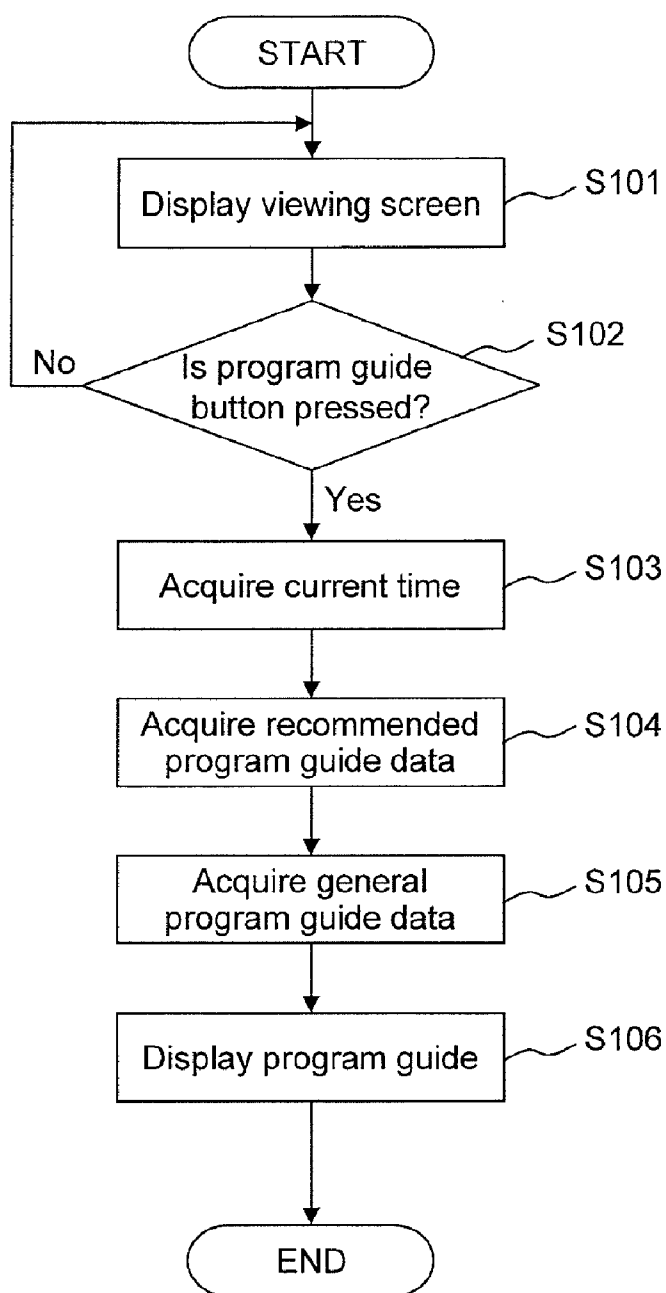 START
Display viewing screen
S101
S102
No
Is program guide
button pressed?
Yes
Acquire current time
S103
Acquire recommended
program guide data
S104
Acquire general
program guide data
S105
Display program guide
S106
END